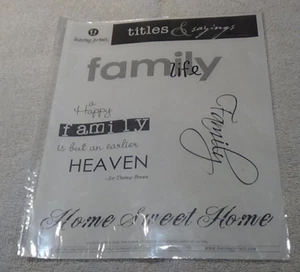 titles & sayings
family
life
a
Happy
family
is but an earlier
HEAVEN
Family
Home Sweet Home